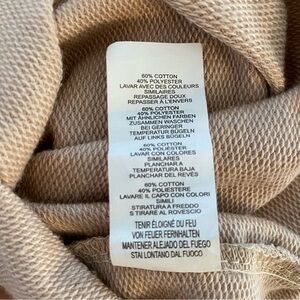 60% COTTON
40% POLYESTER
LAVAR AVEC DES COULEURS
SIMILAIRES
REPASSAGE DOUX
REPASSER À L'ENVERS
60% COTTON
40% POLYESTER
MIT ÄHNLICHEN FARBEN
ZUSAMMEN WASCHEN
BEI GERINGER
TEMPERATUR BÜGELN
AUF LINKS BÜGELN
60% COTTON
40% POLIÉSTER
LAVAR CON COLORES
SIMILARES
PLANCHAR A
TEMPERATURA BAJA
PLANCHAR DEL REVÉS
60% COTTON
40% POLIESTERE
LAVARE IL CAPO CON COLORI
SIMILI
STIRATURA A FREDDO
S TIRARE AL ROVESCIO
TENIR ÉLOIGNÉ DU FEU
VON FEUER FERNHALTEN
MANTENER ALEJADO DEL FUEGO
STAI LONTANO DAL FUOCO